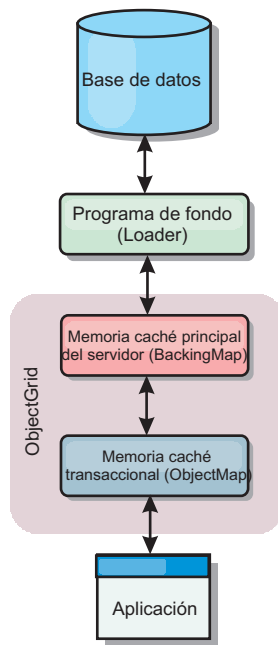 Base de datos
Programa de fondo
(Loader)
Memoria caché principal
del servidor (BackingMap)
ObjectGrid
Memoria caché
transaccional (ObjectMap)
Aplicación